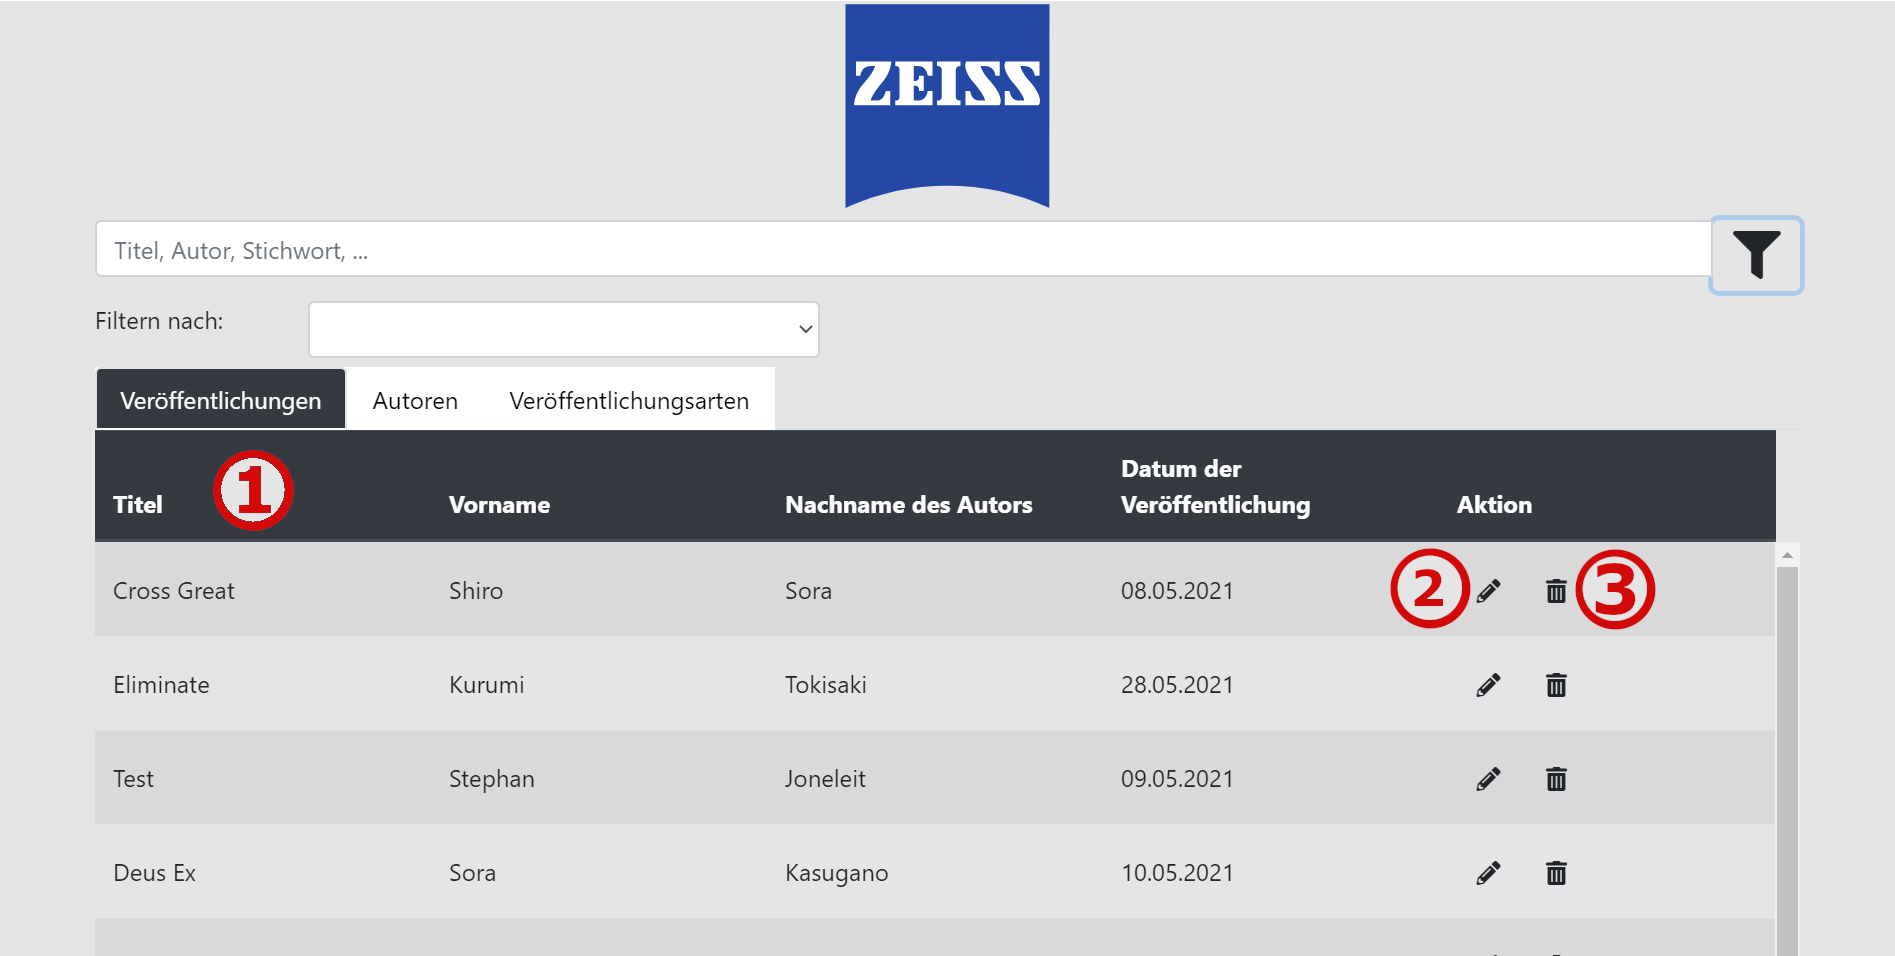 ZEISS
Titel, Autor, Stichwort, ...
Filtern nach:
Veröffentlichungen Autoren Veröffentlichungsarten
Titel 1 Vorname Nachname des Autors Datum der Veröffentlichung Aktion
Cross Great Shiro Sora 08.05.2021 2 3
Eliminate Kurumi Tokisaki 28.05.2021
Test Stephan Joneleit 09.05.2021
Deus Ex Sora Kasugano 10.05.2021